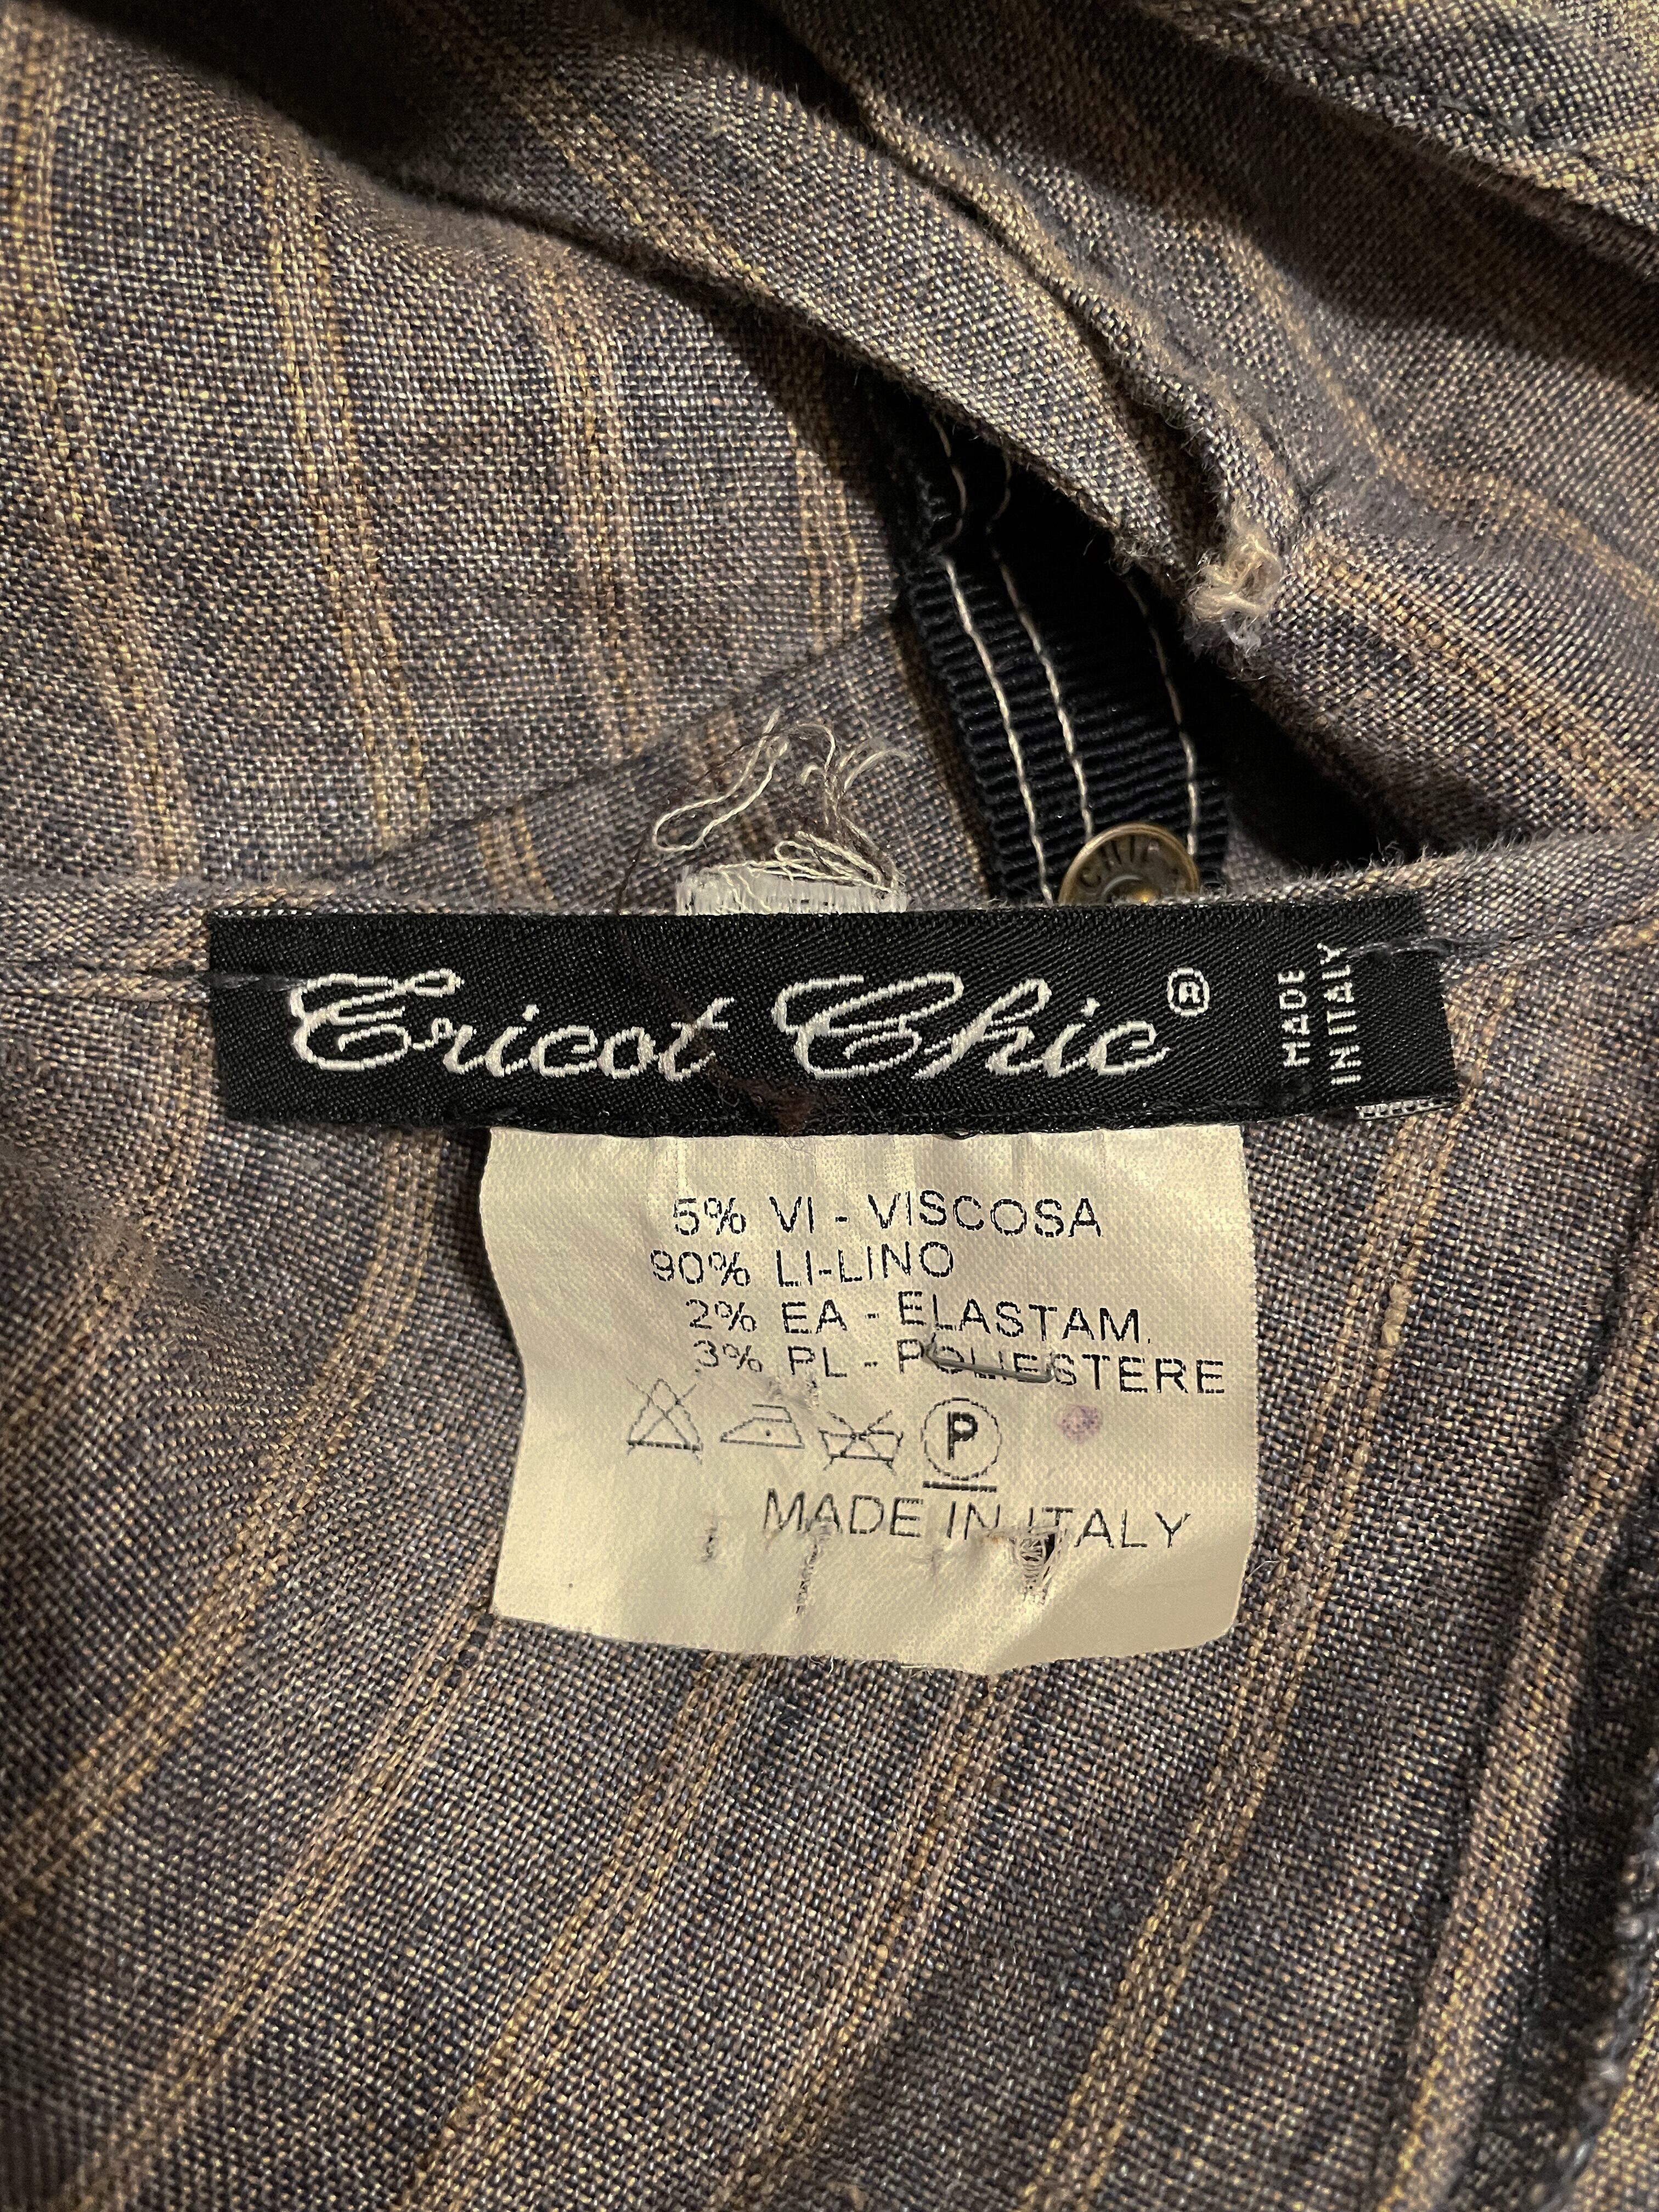 CHIC
Tricot Chic®
MADE
IN ITALY
5% VI - VISCOSA
90% LI-LINO
2% EA - ELASTAM.
3% PL - POLIESTERE
P
MADE IN ITALY